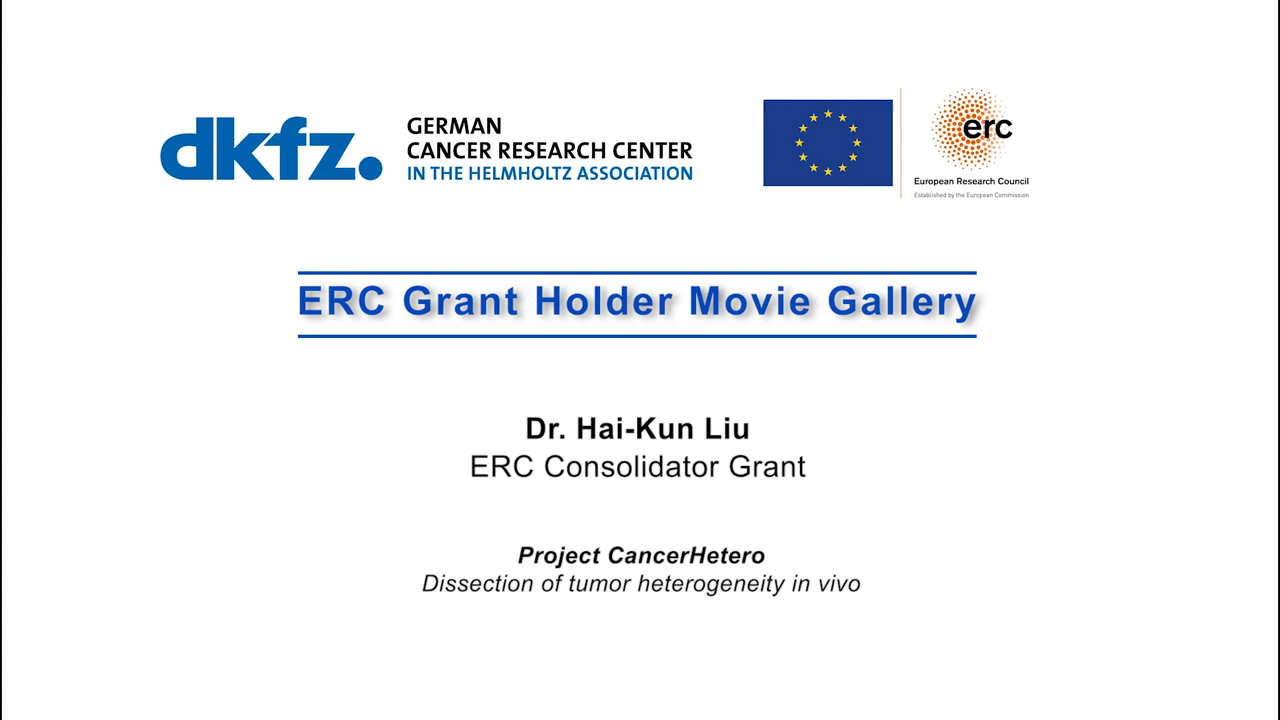 dkfz.
GERMAN
CANCER RESEARCH CENTER
IN THE HELMHOLTZ ASSOCIATION
erc
European Research Council
Established by the European Commission
ERC Grant Holder Movie Gallery
Dr. Hai-Kun Liu
ERC Consolidator Grant
Project CancerHetero
Dissection of tumor heterogeneity in vivo